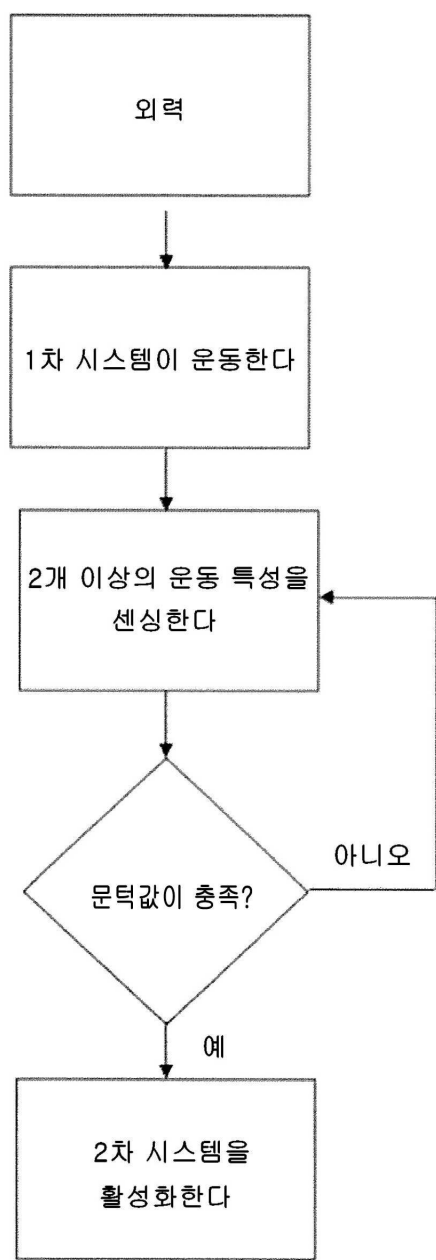 외력
1차 시스템이 운동한다
2개 이상의 운동 특성을
센싱한다
아니오
문턱값이 충족?
예
2차 시스템을
활성화한다